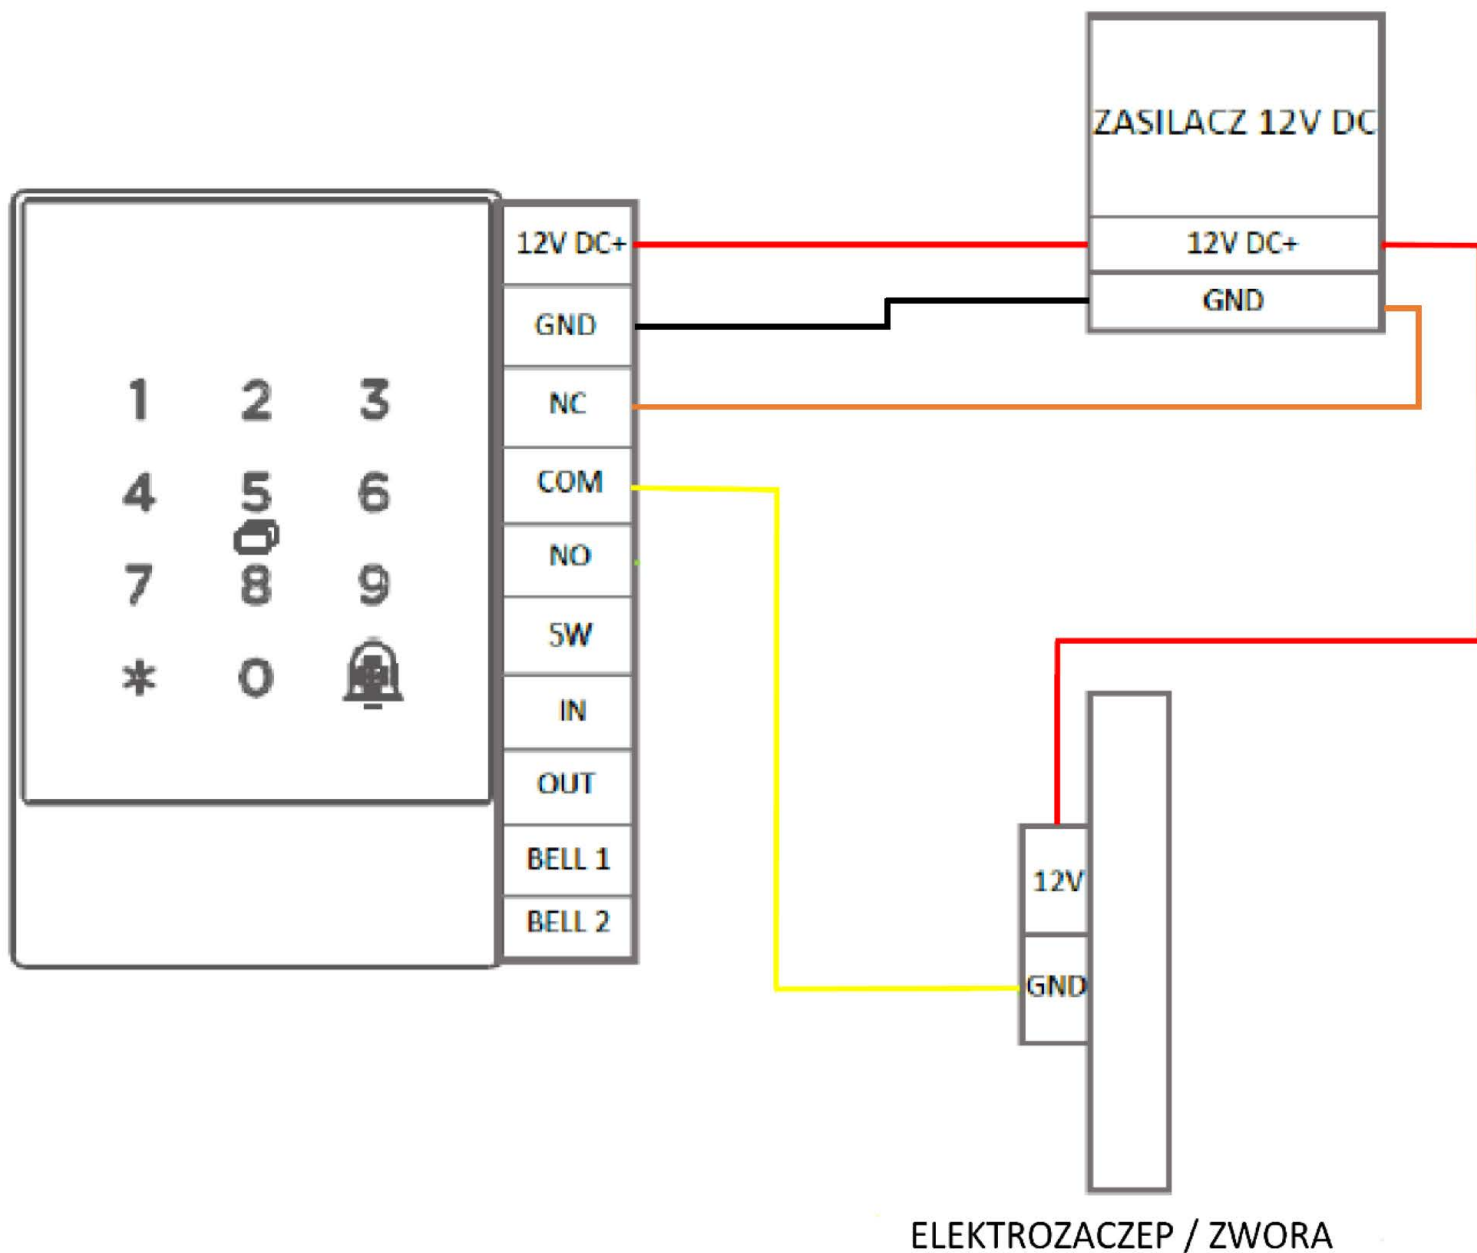 ZASILACZ 12V DC
12V DC+
GND
12V DC+
GND
NC
COM
NO
SW
IN
OUT
BELL 1
BELL 2
1 2 3
4 5 6
7 8 9
* 0
12V
GND
ELEKTROZACZEP / ZWORA